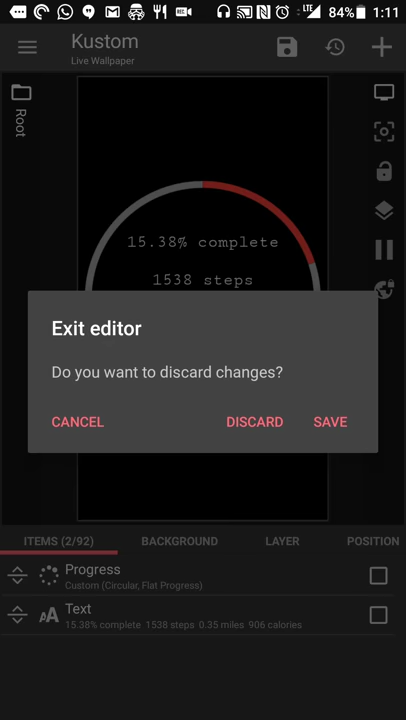 LTE 84% 1:11
Kustom
Live Wallpaper
Root
15.38% complete
1538 steps
Exit editor
Do you want to discard changes?
CANCEL DISCARD SAVE
ITEMS (2/92) BACKGROUND LAYER POSITION
Progress
Custom (Circular, Flat Progress)
AA Text
15.38% complete 1538 steps 0.35 miles 906 calories